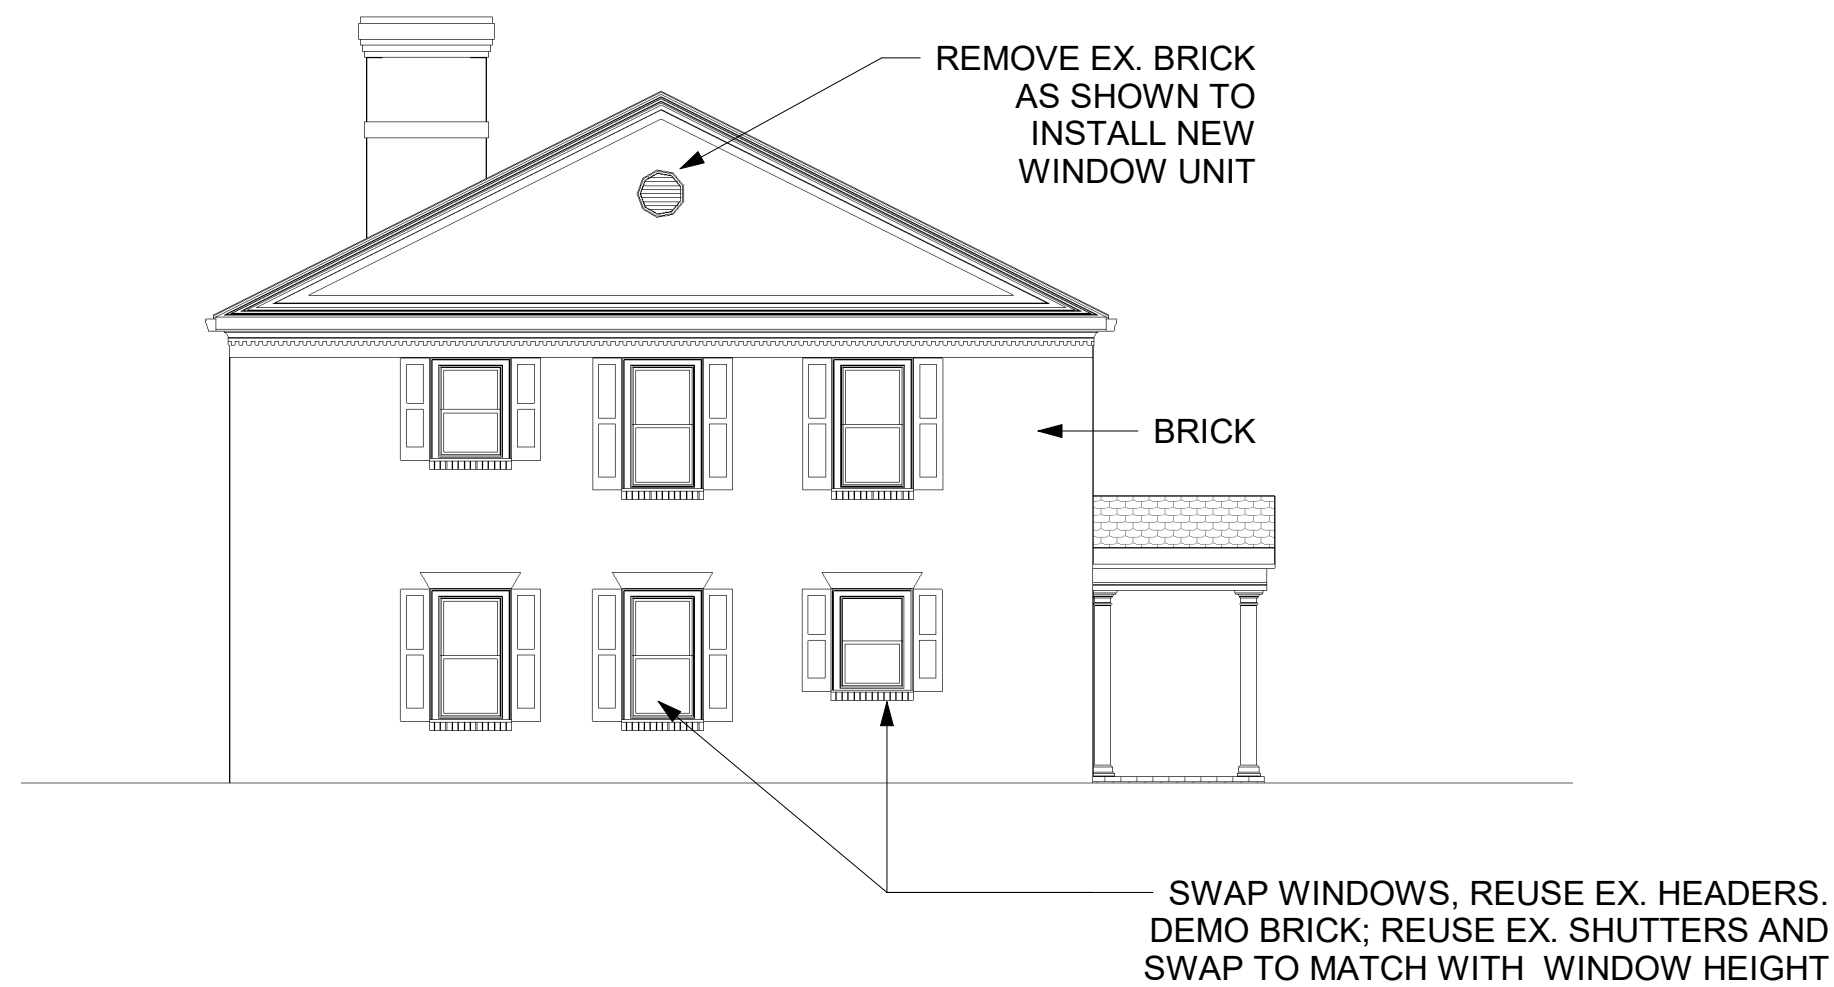 REMOVE EX. BRICK
AS SHOWN TO
INSTALL NEW
WINDOW UNIT
BRICK
SWAP WINDOWS, REUSE EX. HEADERS.
DEMO BRICK; REUSE EX. SHUTTERS AND
SWAP TO MATCH WITH  WINDOW HEIGHT